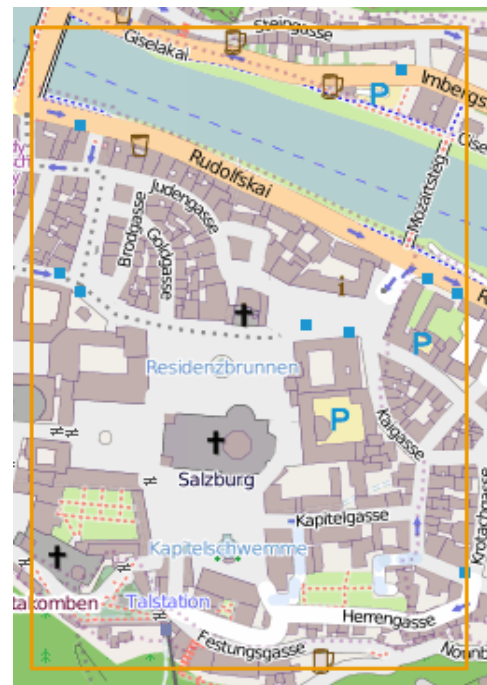 Steingasse
Giselakai
Imbergs
P
Gise
Rudolfskai
Mozartsteg
Judengasse
Brodgasse
Goldgasse
i
R
P
Residenzbrunnen
P
Kaigasse
Salzburg
Kapitelgasse
Krotachgasse
Kapitelschwemme
takomben
Talstation
Herrengasse
Festungsgasse
Nonnb